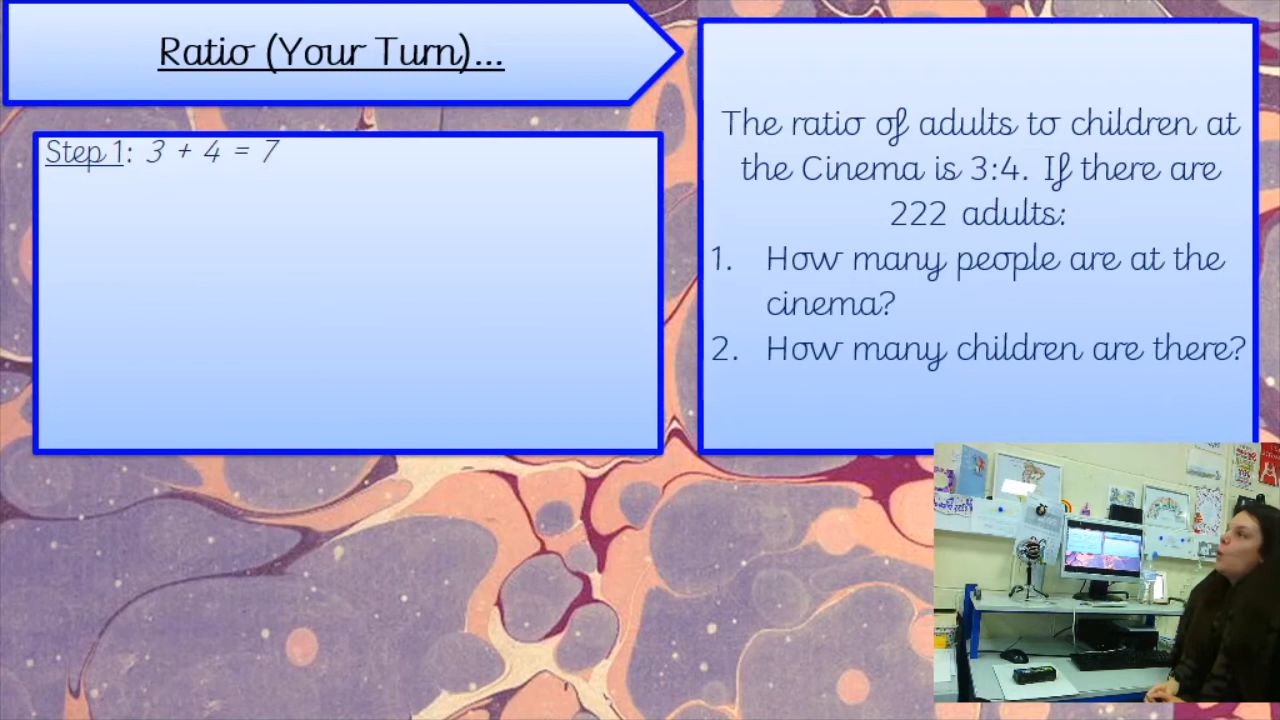 Ratio (Your Turn)...
Step 1: 3 + 4 = 7
The ratio of adults to children at
the Cinema is 3:4. If there are
222 adults:
1. How many people are at the
cinema?
2. How many children are there?